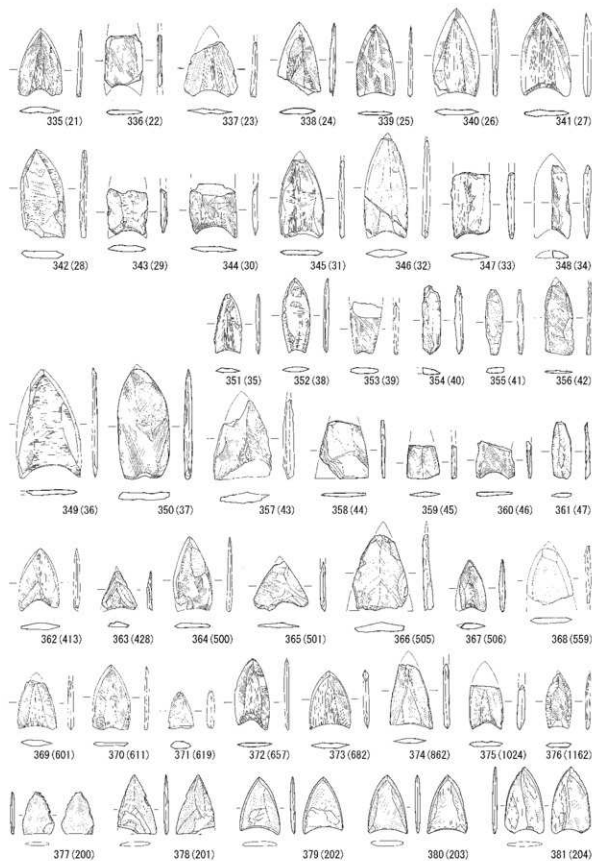 335 (21) 336 (22) 337 (23) 338 (24) 339 (25) 340 (26) 341 (27)
342 (28) 343 (29) 344 (30) 345 (31) 346 (32) 347 (33) 348 (34)
351 (35) 352 (38) 353 (39) 354 (40) 355 (41) 356 (42)
349 (36) 350 (37) 357 (43) 358 (44) 359 (45) 360 (46) 361 (47)
362 (413) 363 (428) 364 (500) 365 (501) 366 (505) 367 (506) 368 (559)
369 (601) 370 (611) 371 (619) 372 (657) 373 (682) 374 (862) 375 (1024) 376 (1162)
377 (200) 378 (201) 379 (202) 380 (203) 381 (204)